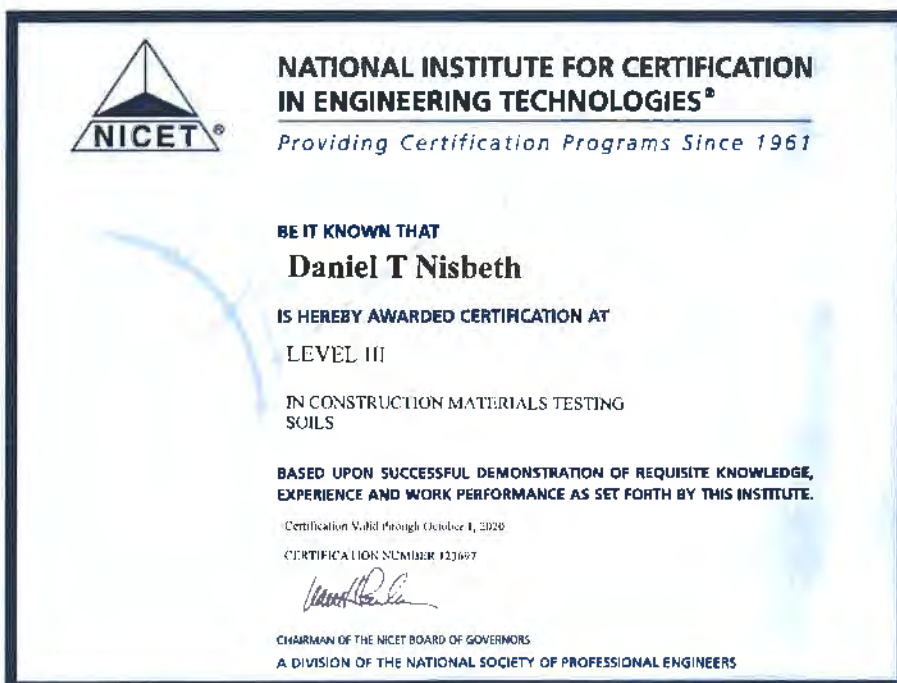 NICET®
NATIONAL INSTITUTE FOR CERTIFICATION
IN ENGINEERING TECHNOLOGIES®
Providing Certification Programs Since 1961
BE IT KNOWN THAT
Daniel T Nisbeth
IS HEREBY AWARDED CERTIFICATION AT
LEVEL III
IN CONSTRUCTION MATERIALS TESTING
SOILS
BASED UPON SUCCESSFUL DEMONSTRATION OF REQUISITE KNOWLEDGE,
EXPERIENCE AND WORK PERFORMANCE AS SET FORTH BY THIS INSTITUTE.
Certification Valid through October 1, 2020
CERTIFICATION NUMBER 123697
CHAIRMAN OF THE NICET BOARD OF GOVERNORS
A DIVISION OF THE NATIONAL SOCIETY OF PROFESSIONAL ENGINEERS